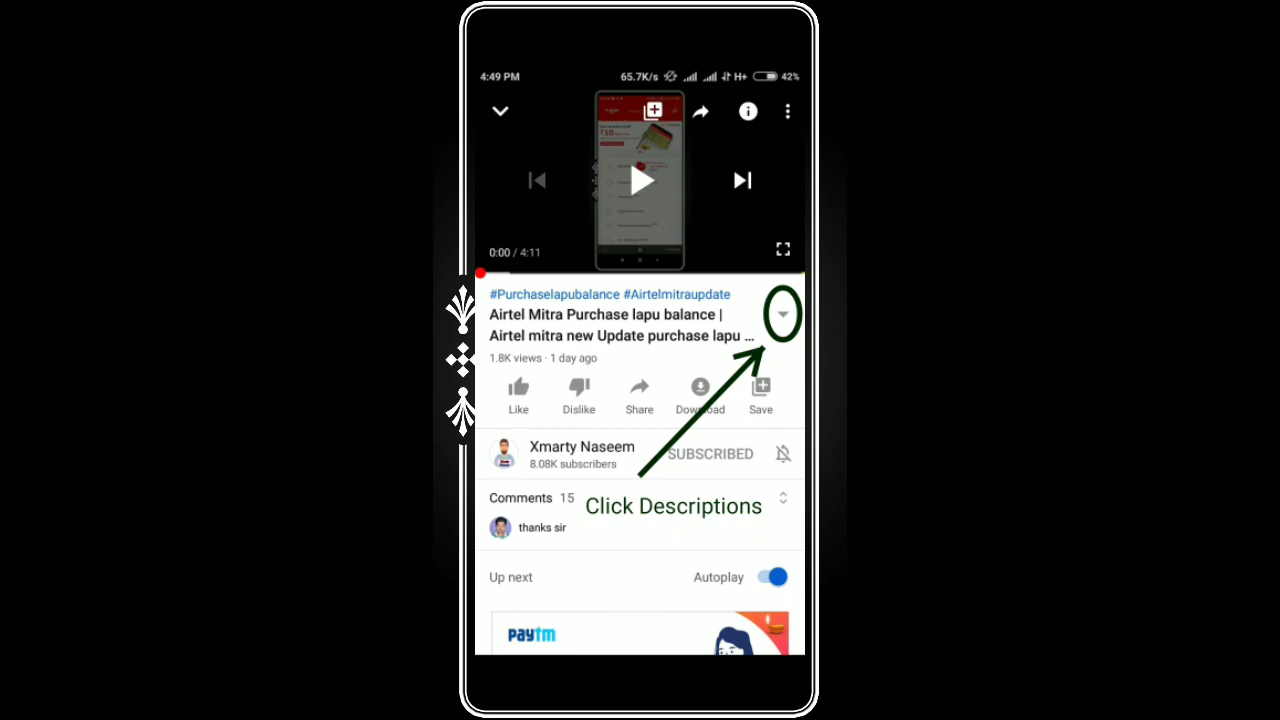 4:49 PM 65.7K/s H+ 42%
0:00 / 4:11
#Purchaselapubalance #Airtelmitraupdate
Airtel Mitra Purchase lapu balance |
Airtel mitra new Update purchase lapu ...
1.8K views · 1 day ago
Like Dislike Share Download Save
Xmarty Naseem SUBSCRIBED
8.08K subscribers
Comments 15
Click Descriptions
thanks sir
Up next Autoplay
paytm